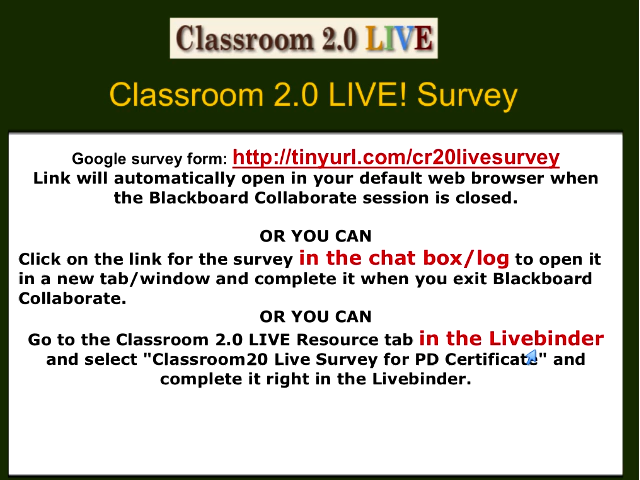 Classroom 2.0 LIVE
Classroom 2.0 LIVE! Survey
Google survey form: http://tinyurl.com/cr20livesurvey
Link will automatically open in your default web browser when
the Blackboard Collaborate session is closed.
OR YOU CAN
Click on the link for the survey in the chat box/log to open it
in a new tab/window and complete it when you exit Blackboard
Collaborate.
OR YOU CAN
Go to the Classroom 2.0 LIVE Resource tab in the Livebinder
and select "Classroom20 Live Survey for PD Certificate" and
complete it right in the Livebinder.